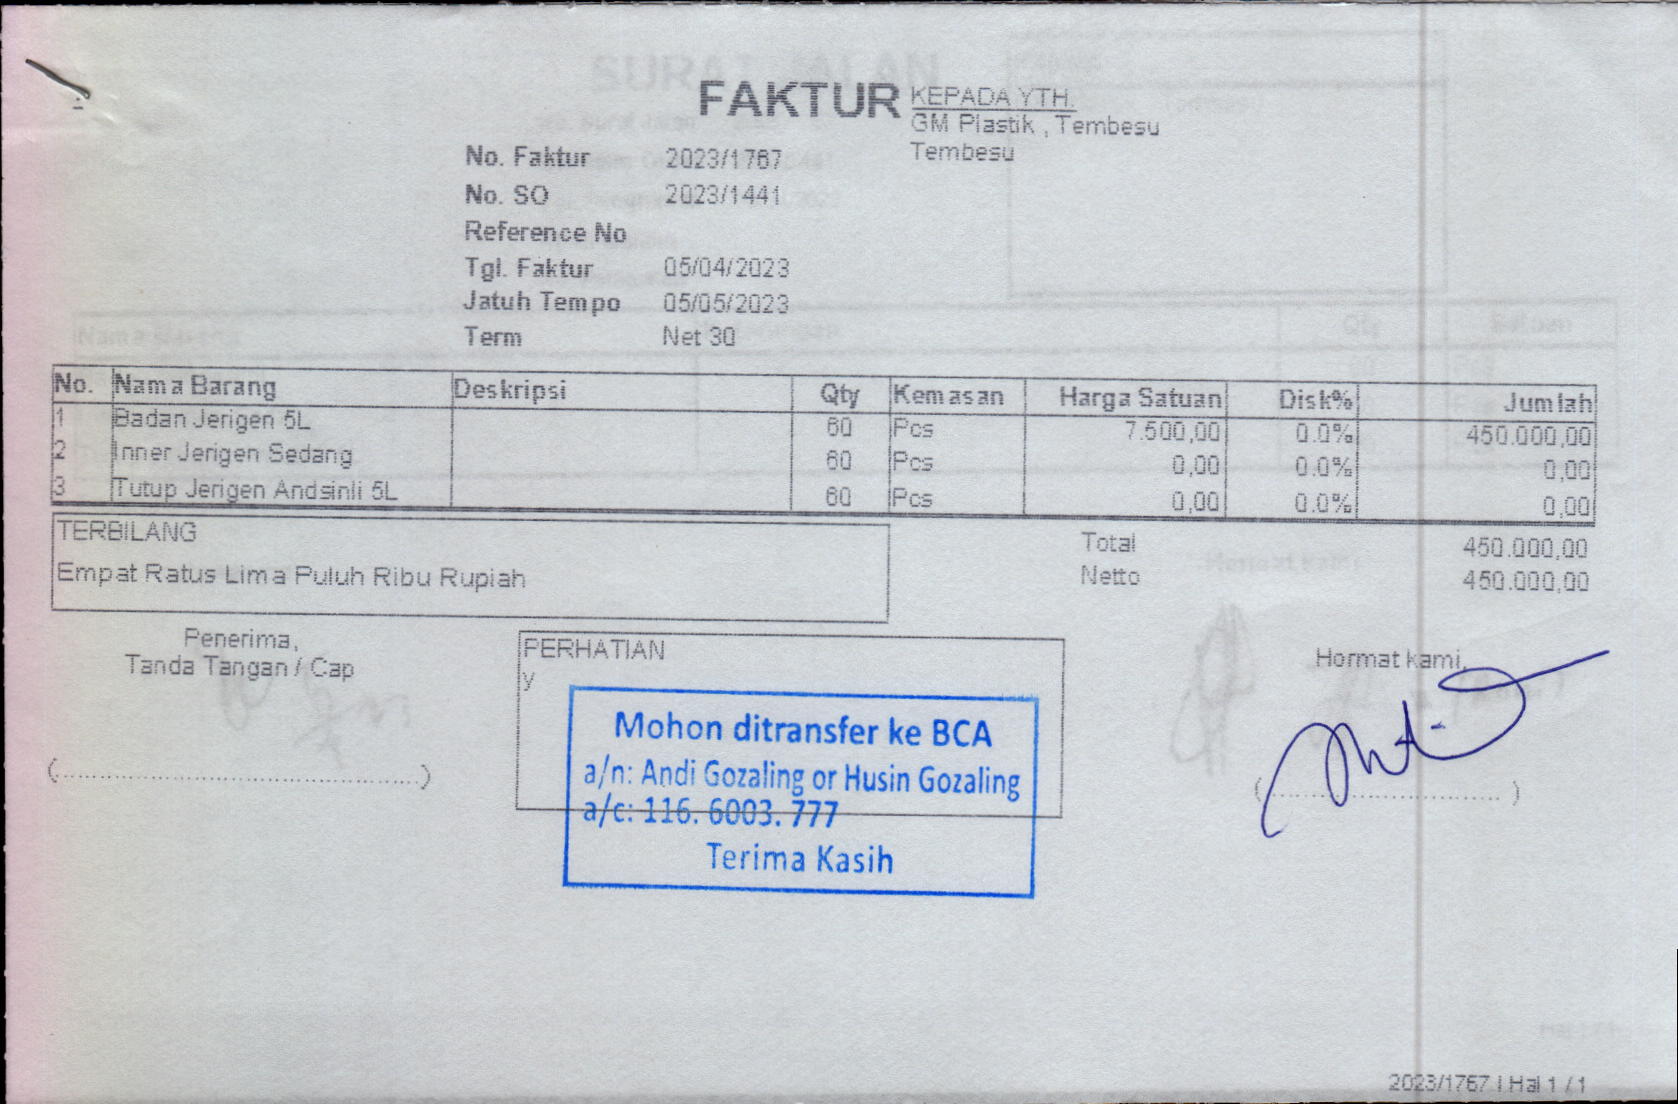 FAKTUR
KEPADA YTH.
GM Plastik , Tembesu
Tembesu
No. Faktur 2023/1767
No. SO 2023/1441
Reference No
Tgl. Faktur 05/04/2023
Jatuh Tempo 05/05/2023
Term Net 30
No. Nama Barang Deskripsi Qty Kemasan Harga Satuan Disk% Jumlah
1 Badan Jerigen 5L 60 Pcs 7.500,00 0.0% 450.000,00
2 Inner Jerigen Sedang 60 Pcs 0,00 0.0% 0,00
3 Tutup Jerigen Andsinli 5L 60 Pcs 0,00 0.0% 0,00
TERBILANG
Empat Ratus Lima Puluh Ribu Rupiah
Total 450.000,00
Netto 450.000,00
Penerima,
Tanda Tangan / Cap
(....................................................)
PERHATIAN
y
Mohon ditransfer ke BCA
a/n: Andi Gozaling or Husin Gozaling
a/c: 116. 6003. 777
Terima Kasih
Hormat kami,
(.................................... )
2023/1767 | Hal 1 / 1